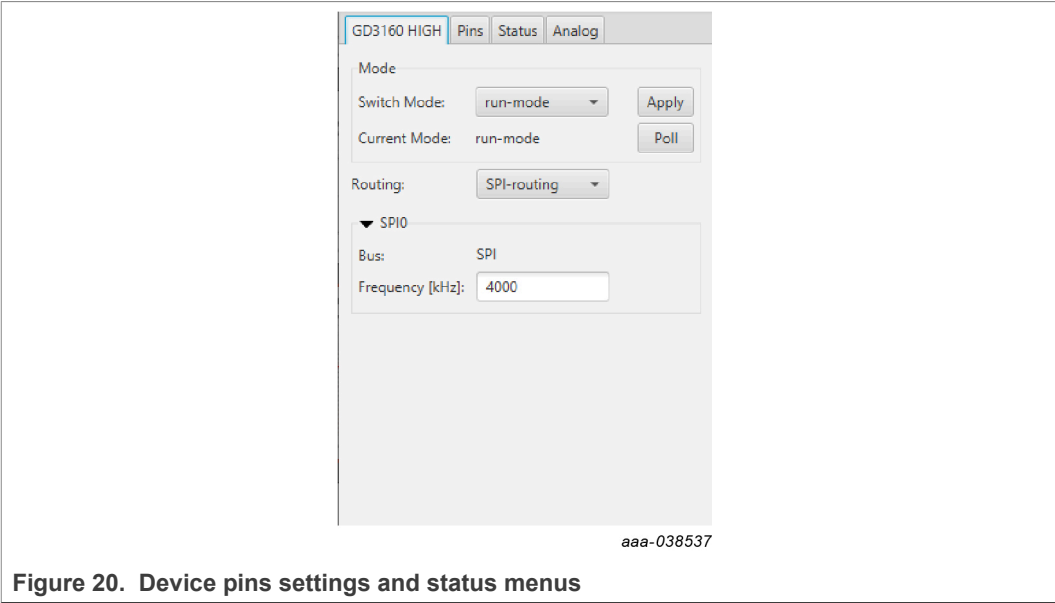 GD3160 HIGH Pins Status Analog
Mode
Switch Mode: run-mode Apply
Current Mode: run-mode Poll
Routing: SPI-routing
SPI0
Bus: SPI
Frequency [kHz]: 4000
aaa-038537
Figure 20. Device pins settings and status menus